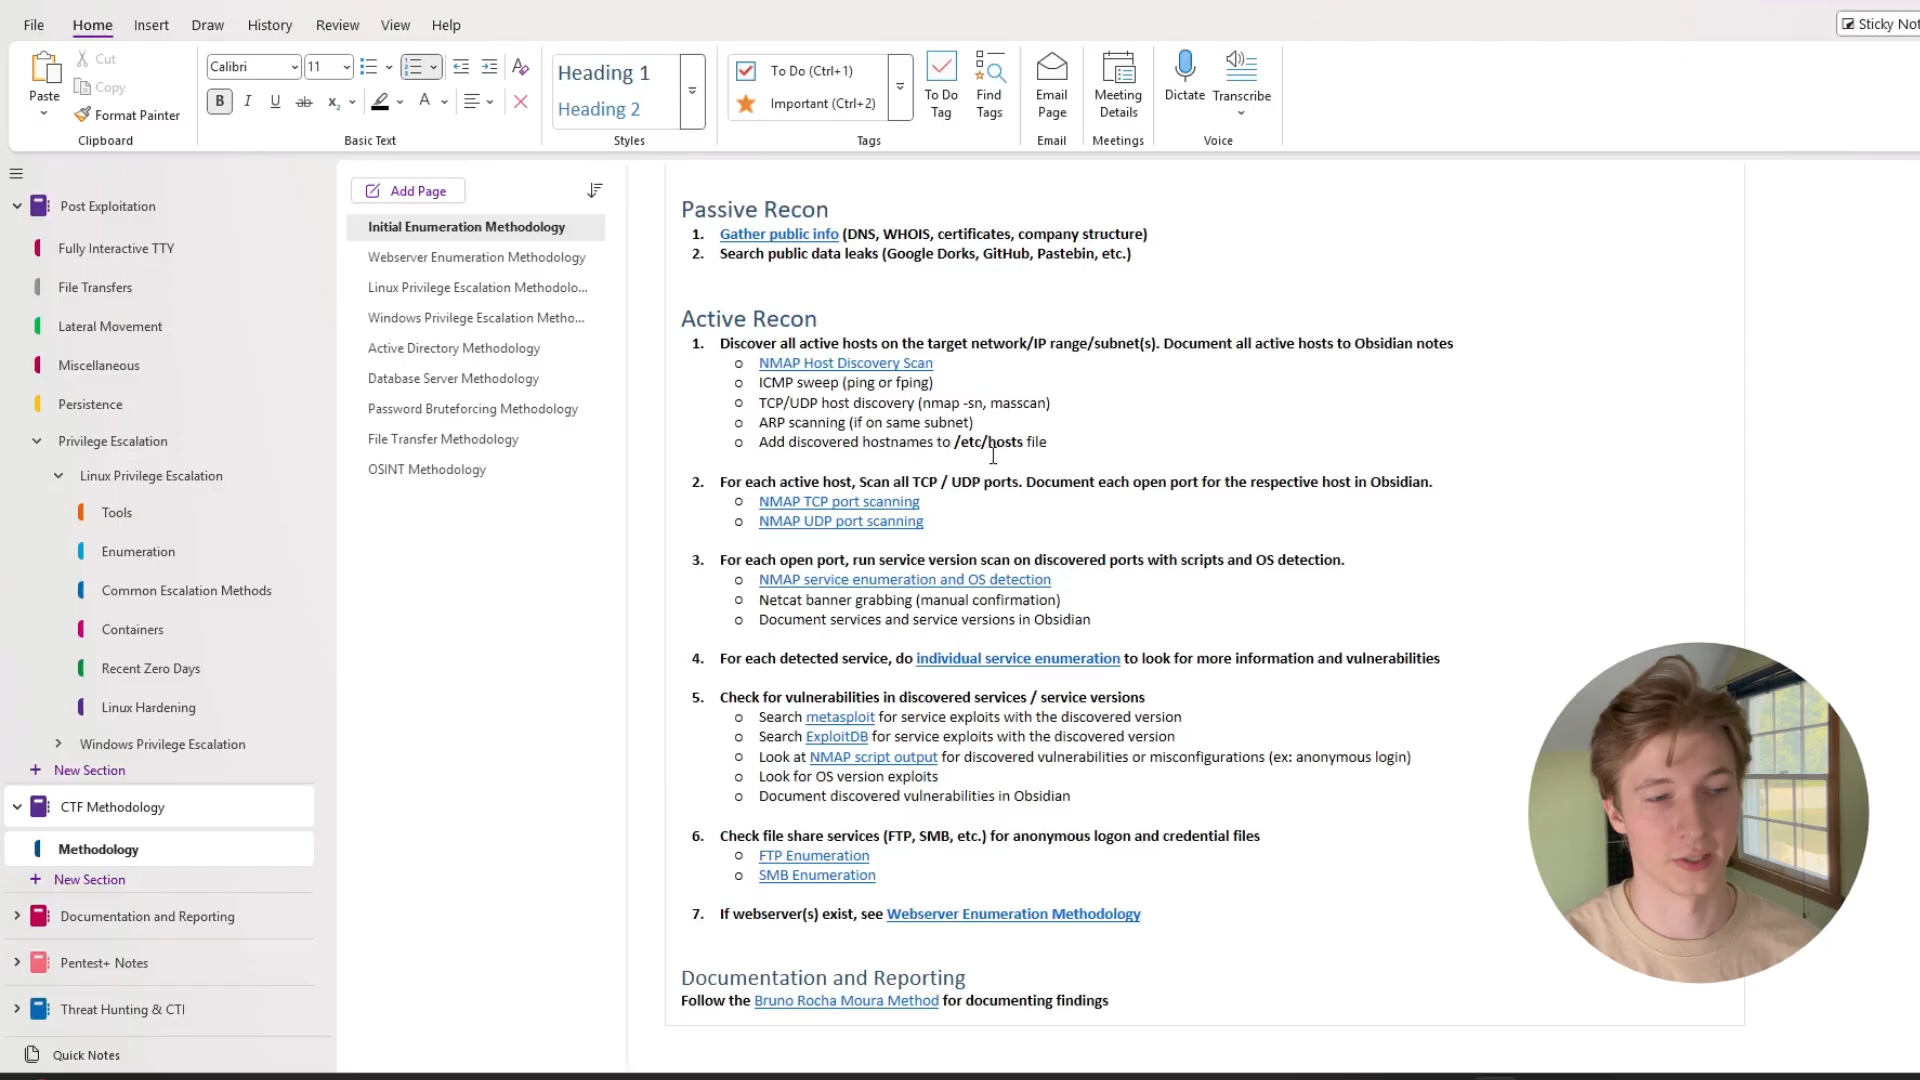 File Home Insert Draw History Review View Help
Sticky Not
Paste
Cut
Copy
Format Painter
Clipboard
Calibri 11
B I U ab x₂ A
Basic Text
Heading 1
Heading 2
Styles
To Do (Ctrl+1)
Important (Ctrl+2)
Tags
To Do Tag
Find Tags
Email Page
Email
Meeting Details
Meetings
Dictate
Transcribe
Voice
Post Exploitation
Fully Interactive TTY
File Transfers
Lateral Movement
Miscellaneous
Persistence
Privilege Escalation
Linux Privilege Escalation
Tools
Enumeration
Common Escalation Methods
Containers
Recent Zero Days
Linux Hardening
Windows Privilege Escalation
+ New Section
CTF Methodology
Methodology
+ New Section
Documentation and Reporting
Pentest+ Notes
Threat Hunting & CTI
Quick Notes
Add Page
Initial Enumeration Methodology
Webserver Enumeration Methodology
Linux Privilege Escalation Methodolo...
Windows Privilege Escalation Metho...
Active Directory Methodology
Database Server Methodology
Password Bruteforcing Methodology
File Transfer Methodology
OSINT Methodology
Passive Recon
1. Gather public info (DNS, WHOIS, certificates, company structure)
2. Search public data leaks (Google Dorks, GitHub, Pastebin, etc.)
Active Recon
1. Discover all active hosts on the target network/IP range/subnet(s). Document all active hosts to Obsidian notes
o NMAP Host Discovery Scan
o ICMP sweep (ping or fping)
o TCP/UDP host discovery (nmap -sn, masscan)
o ARP scanning (if on same subnet)
o Add discovered hostnames to /etc/hosts file
2. For each active host, Scan all TCP / UDP ports. Document each open port for the respective host in Obsidian.
o NMAP TCP port scanning
o NMAP UDP port scanning
3. For each open port, run service version scan on discovered ports with scripts and OS detection.
o NMAP service enumeration and OS detection
o Netcat banner grabbing (manual confirmation)
o Document services and service versions in Obsidian
4. For each detected service, do individual service enumeration to look for more information and vulnerabilities
5. Check for vulnerabilities in discovered services / service versions
o Search metasploit for service exploits with the discovered version
o Search ExploitDB for service exploits with the discovered version
o Look at NMAP script output for discovered vulnerabilities or misconfigurations (ex: anonymous login)
o Look for OS version exploits
o Document discovered vulnerabilities in Obsidian
6. Check file share services (FTP, SMB, etc.) for anonymous logon and credential files
o FTP Enumeration
o SMB Enumeration
7. If webserver(s) exist, see Webserver Enumeration Methodology
Documentation and Reporting
Follow the Bruno Rocha Moura Method for documenting findings